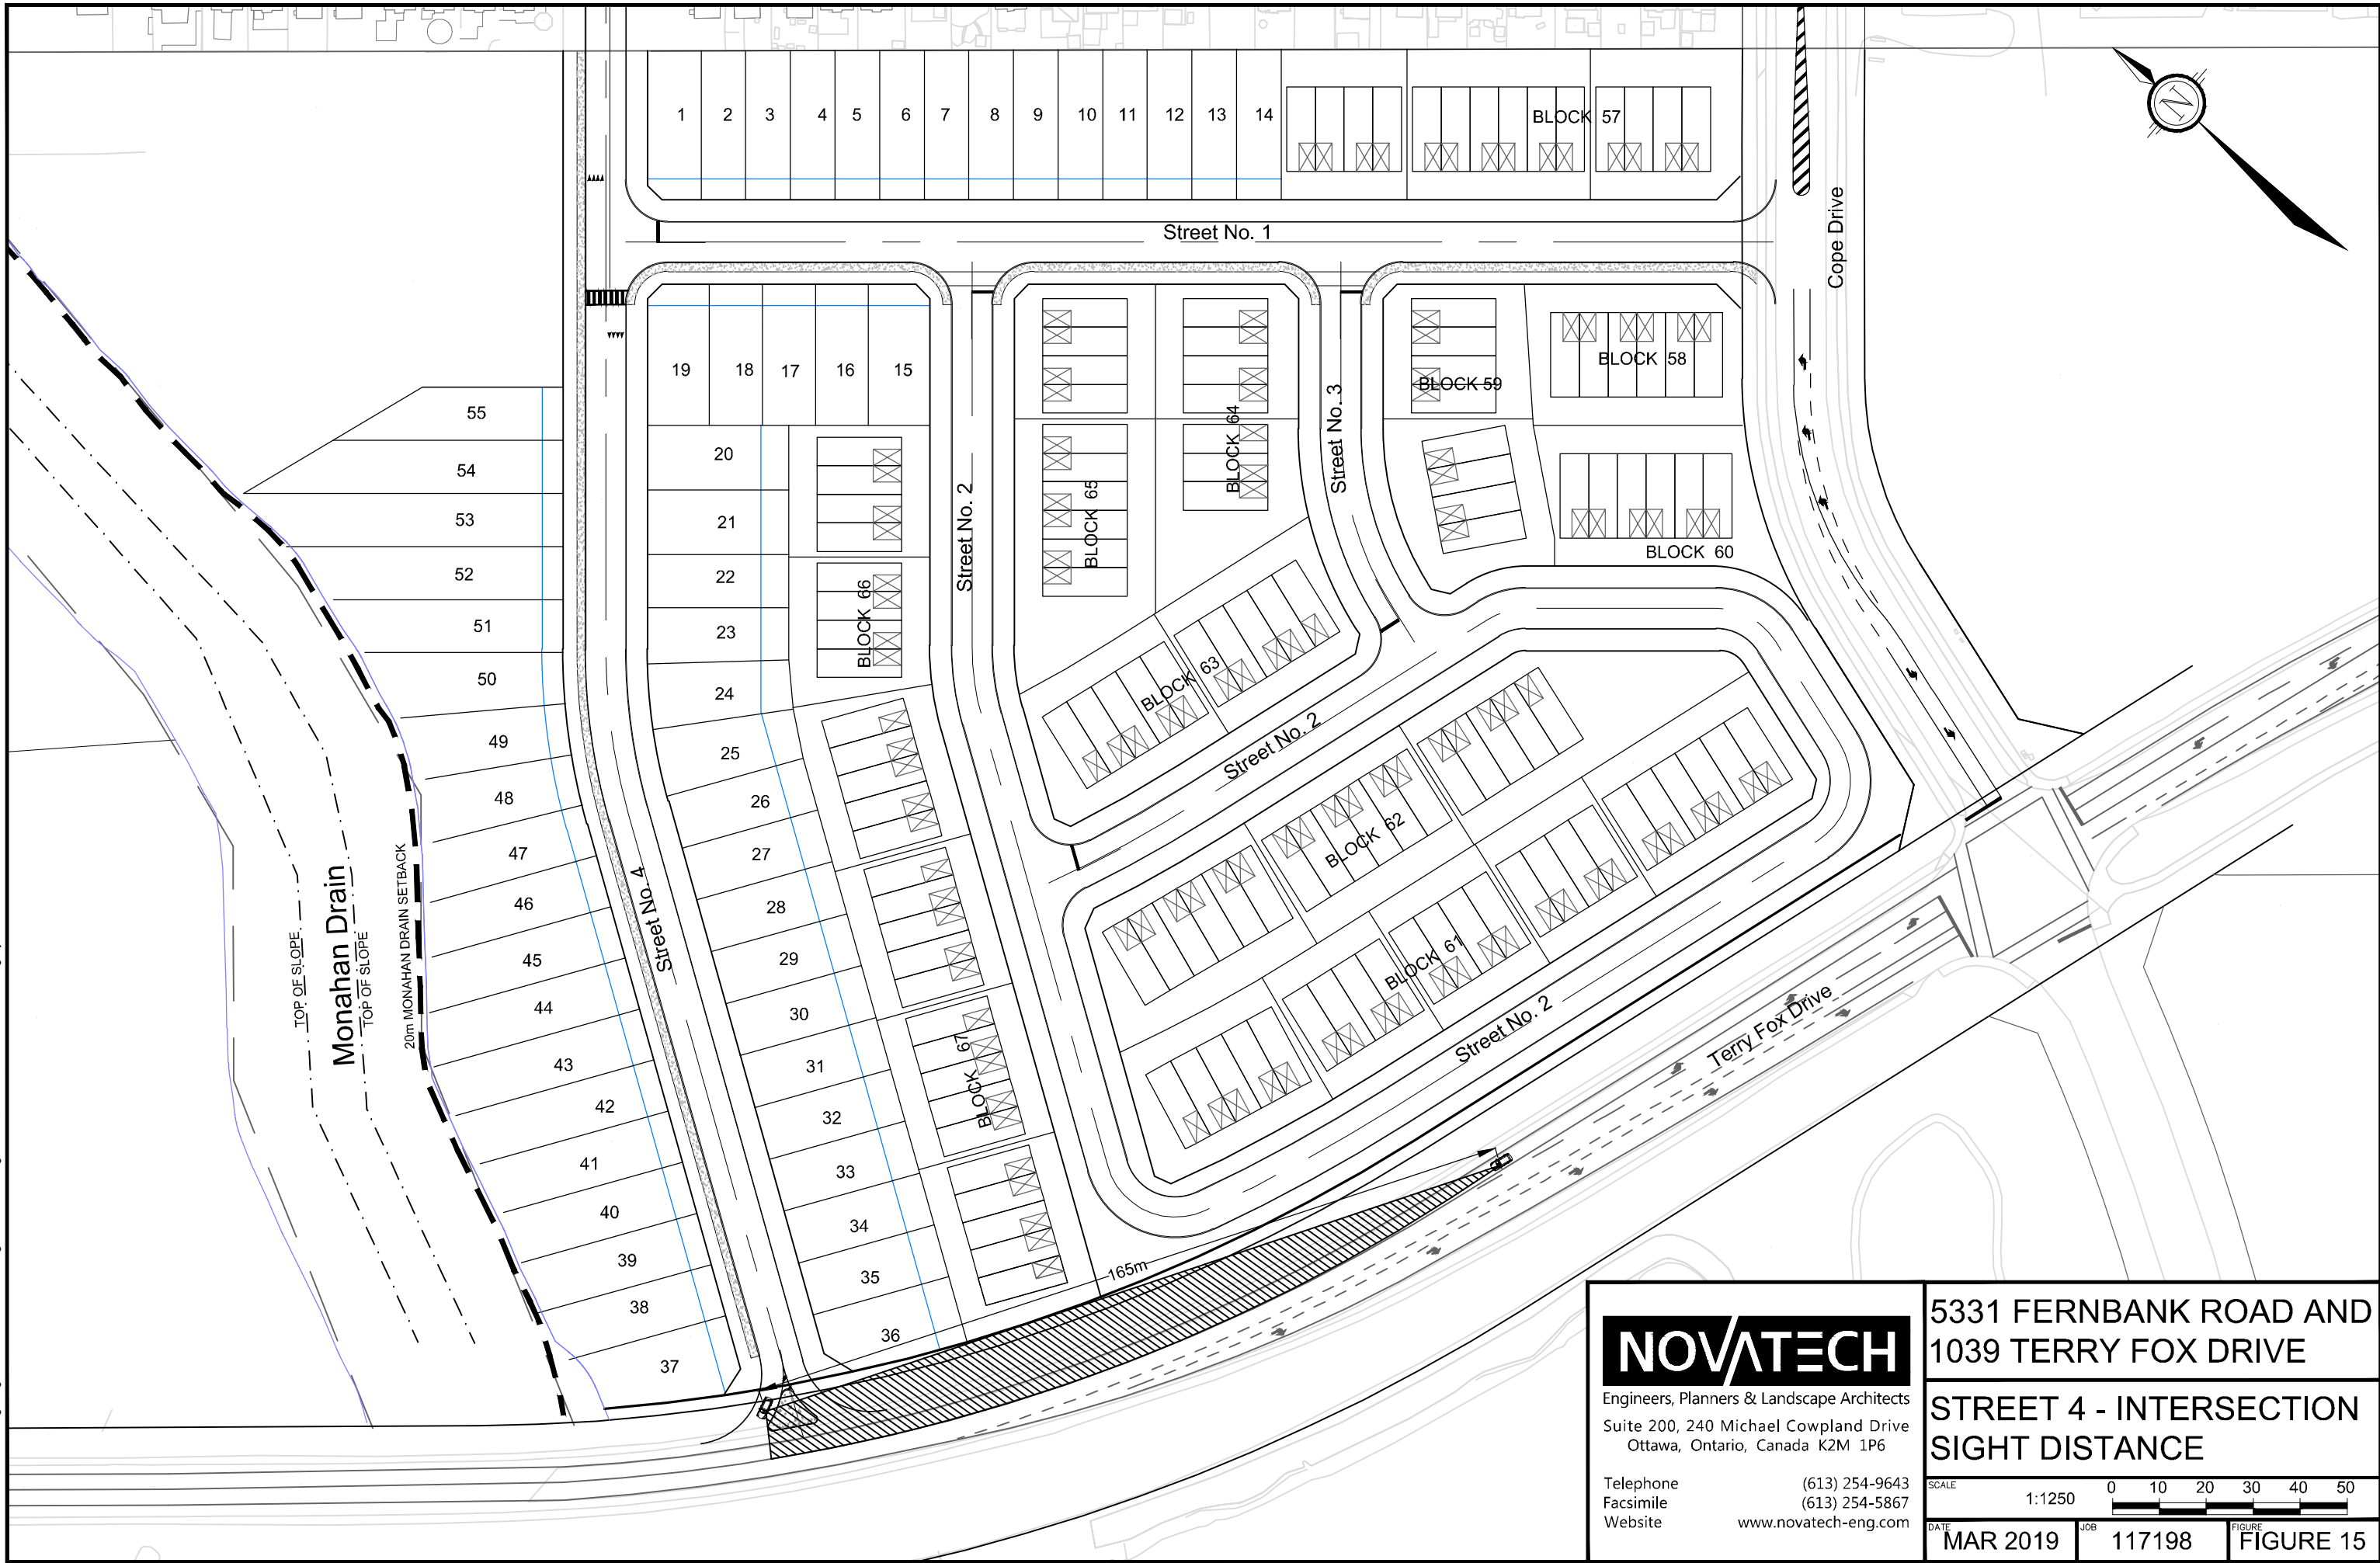 1 2 3 4 5 6 7 8 9 10 11 12 13 14
BLOCK 57
N
Street No. 1
Cope Drive
19 18 17 16 15
BLOCK 59
BLOCK 58
55
54
53
52
51
50
49
48
47
46
45
44
43
42
41
40
39
38
37
20
21
22
23
24
25
26
27
28
29
30
31
32
33
34
35
36
BLOCK 66
BLOCK 67
Street No. 2
BLOCK 65
BLOCK 64
Street No. 3
BLOCK 60
BLOCK 63
Street No. 2
BLOCK 62
BLOCK 61
Street No. 2
Street No. 4
Terry Fox Drive
TOP OF SLOPE
Monahan Drain
TOP OF SLOPE
20m MONAHAN DRAIN SETBACK
165m
NOVATECH
Engineers, Planners & Landscape Architects
Suite 200, 240 Michael Cowpland Drive
Ottawa, Ontario, Canada K2M 1P6
Telephone (613) 254-9643
Facsimile (613) 254-5867
Website www.novatech-eng.com
5331 FERNBANK ROAD AND
1039 TERRY FOX DRIVE
STREET 4 - INTERSECTION
SIGHT DISTANCE
SCALE
1:1250
0 10 20 30 40 50
DATE MAR 2019
JOB 117198
FIGURE FIGURE 15